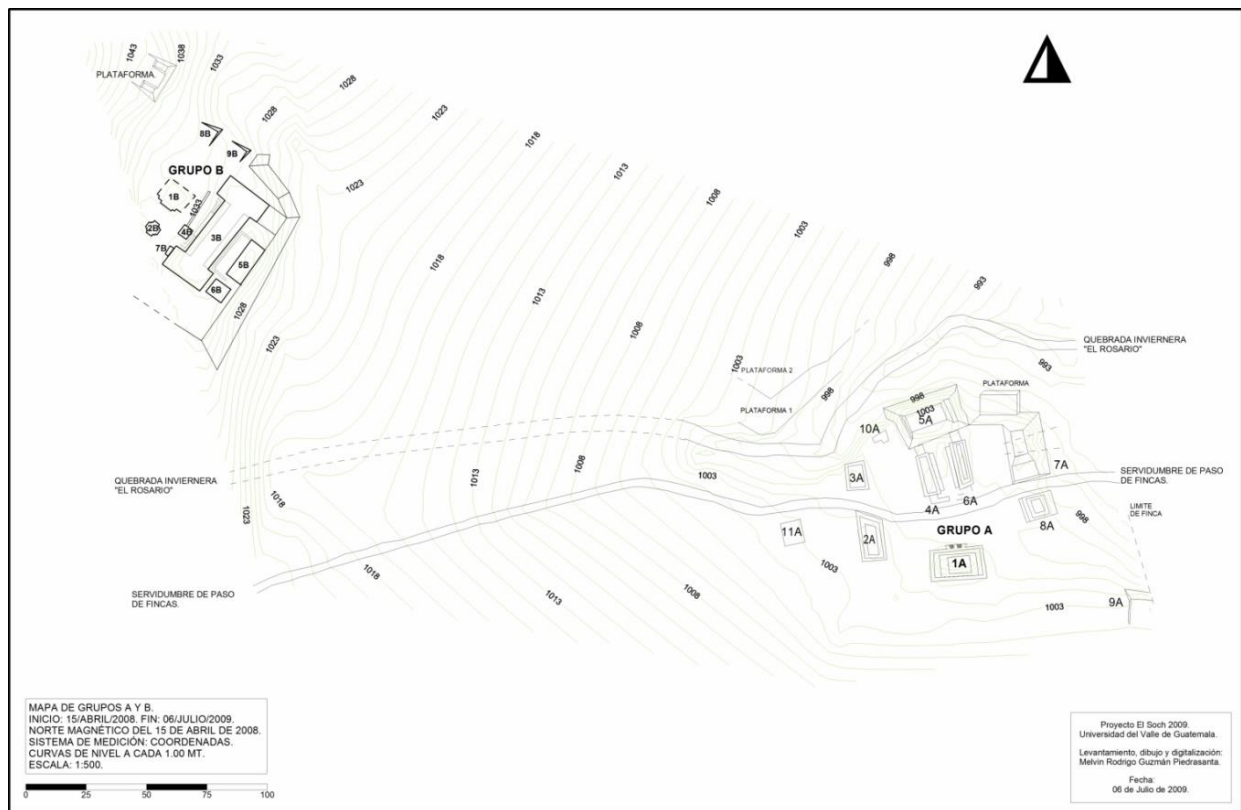 1043
1038
1033
PLATAFORMA.
1028
1028
1023
1018
1013
1008
1003
998
993
8B
9B
GRUPO B
1B
1033
2B
4B
7B
3B
5B
6B
1028
1023
1023
1018
1013
1008
1003
PLATAFORMA 2
PLATAFORMA 1
998
QUEBRADA INVIERNERA
"EL ROSARIO"
993
PLATAFORMA
998
1003
5A
10A
3A
7A
SERVIDUMBRE DE PASO
DE FINCAS.
4A
6A
LIMITE
DE FINCA
8A
998
GRUPO A
11A
2A
1A
1003
1003
1003
9A
QUEBRADA INVIERNERA
"EL ROSARIO"
1023
1018
1013
1008
SERVIDUMBRE DE PASO
DE FINCAS.
1018
1013
1008
MAPA DE GRUPOS A Y B.
INICIO: 15/ABRIL/2008. FIN: 06/JULIO/2009.
NORTE MAGNÉTICO DEL 15 DE ABRIL DE 2008.
SISTEMA DE MEDICIÓN: COORDENADAS.
CURVAS DE NIVEL A CADA 1.00 MT.
ESCALA: 1:500.
0 25 50 75 100
Proyecto El Soch 2009.
Universidad del Valle de Guatemala.
Levantamiento, dibujo y digitalización:
Melvin Rodrigo Guzmán Piedrasanta.
Fecha:
06 de Julio de 2009.